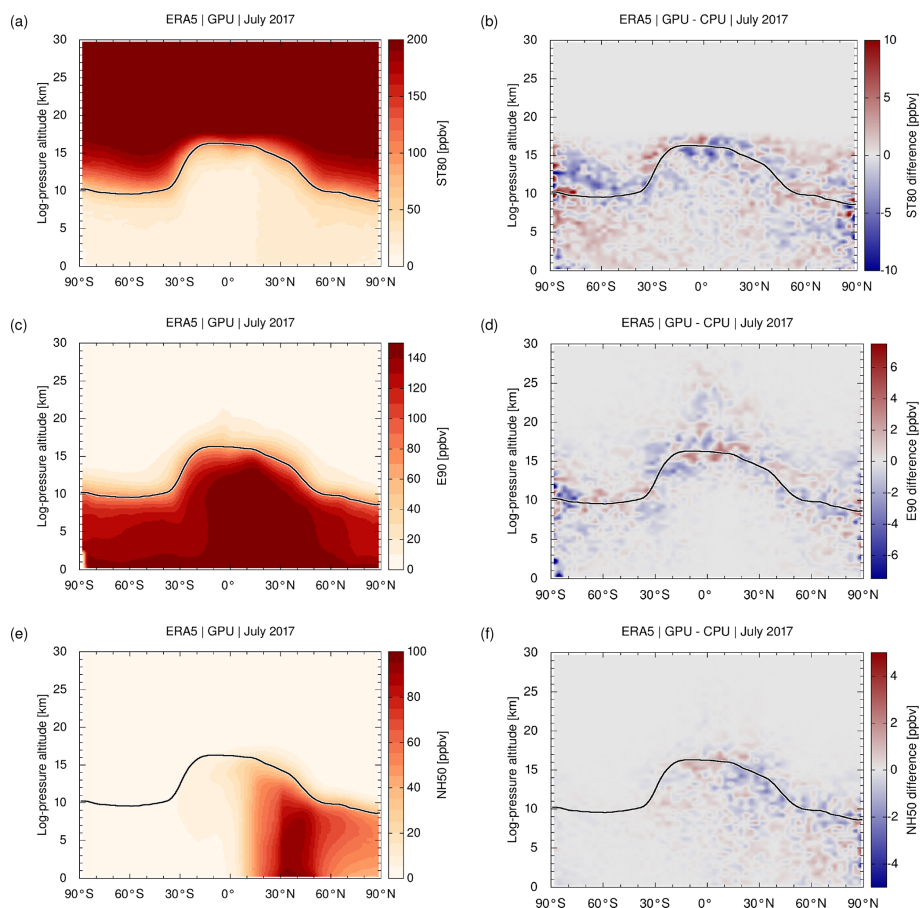 (a)
ERA5 | GPU | July 2017
Log-pressure altitude [km]
30
25
20
15
10
5
0
90°S 60°S 30°S 0° 30°N 60°N 90°N
200
150
100
50
0
ST80 [ppbv]
(b)
ERA5 | GPU - CPU | July 2017
Log-pressure altitude [km]
30
25
20
15
10
5
0
90°S 60°S 30°S 0° 30°N 60°N 90°N
10
5
0
-5
-10
ST80 difference [ppbv]
(c)
ERA5 | GPU | July 2017
Log-pressure altitude [km]
30
25
20
15
10
5
0
90°S 60°S 30°S 0° 30°N 60°N 90°N
140
120
100
80
60
40
20
0
E90 [ppbv]
(d)
ERA5 | GPU - CPU | July 2017
Log-pressure altitude [km]
30
25
20
15
10
5
0
90°S 60°S 30°S 0° 30°N 60°N 90°N
6
4
2
0
-2
-4
-6
E90 difference [ppbv]
(e)
ERA5 | GPU | July 2017
Log-pressure altitude [km]
30
25
20
15
10
5
0
90°S 60°S 30°S 0° 30°N 60°N 90°N
100
80
60
40
20
0
NH50 [ppbv]
(f)
ERA5 | GPU - CPU | July 2017
Log-pressure altitude [km]
30
25
20
15
10
5
0
90°S 60°S 30°S 0° 30°N 60°N 90°N
4
2
0
-2
-4
NH50 difference [ppbv]